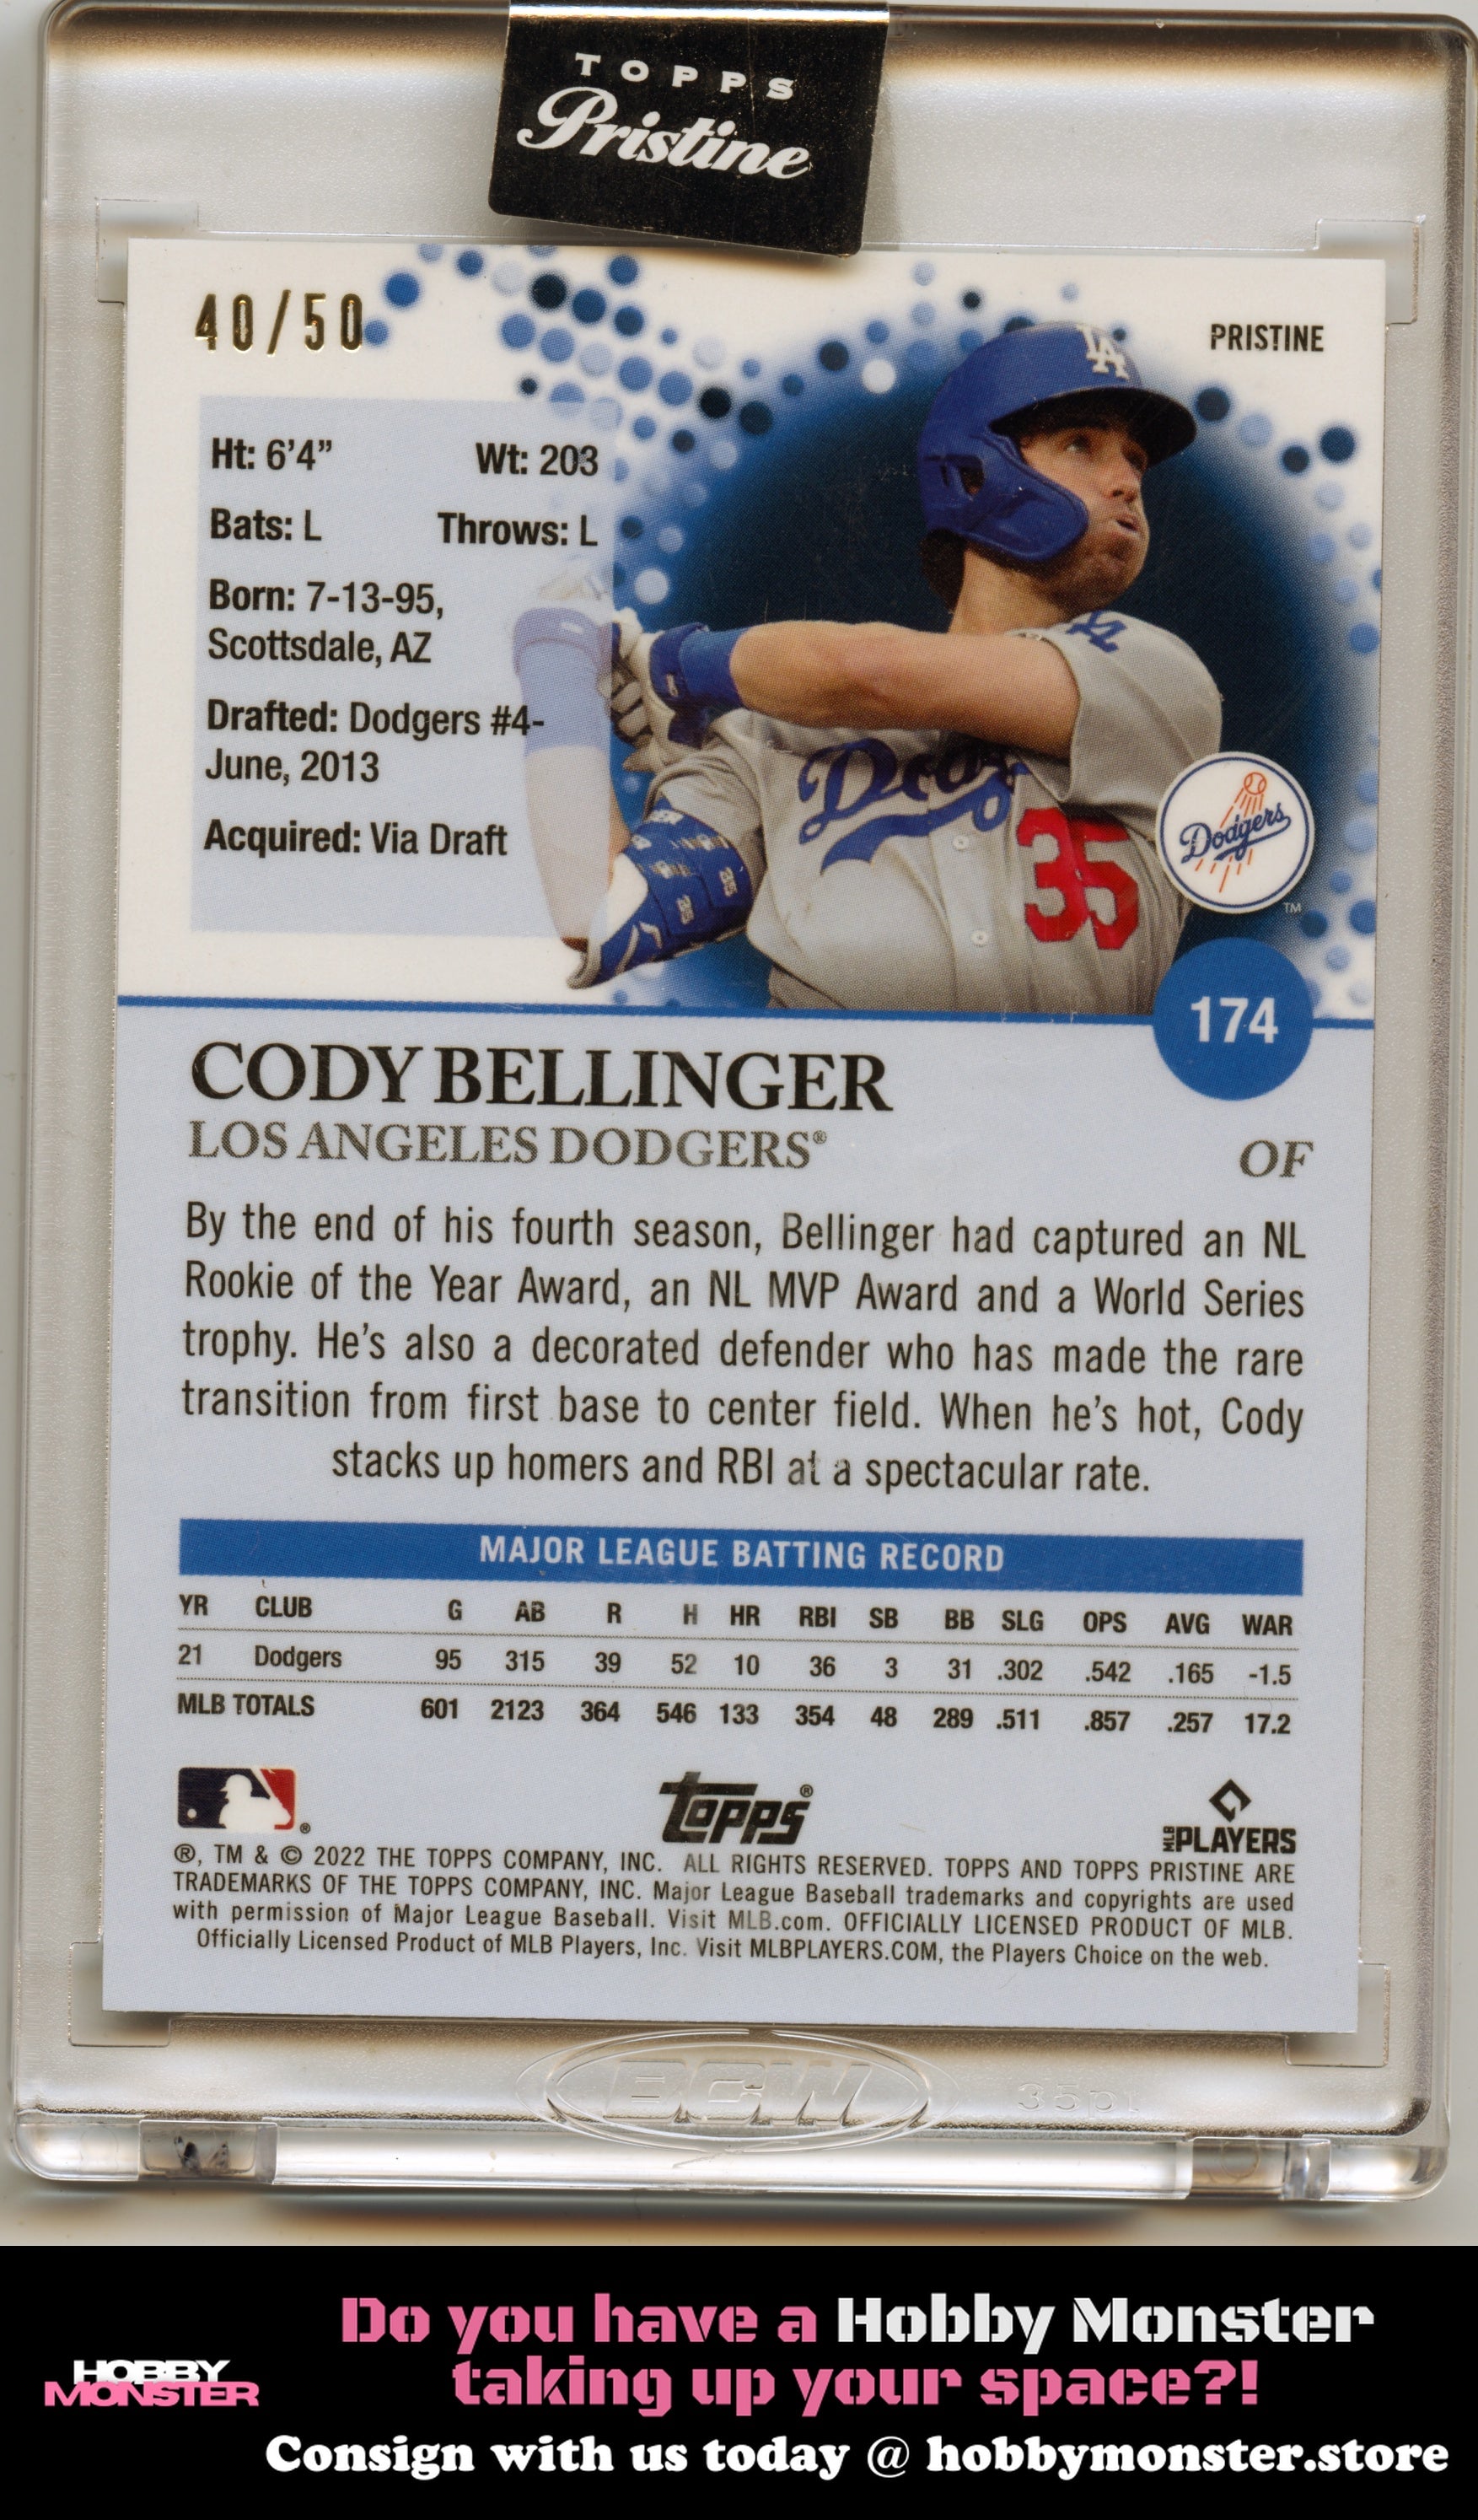 TOPPS
Pristine
40/50
PRISTINE
LA
Ht: 6'4" Wt: 203
Bats: L Throws: L
Born: 7-13-95,
Scottsdale, AZ
Drafted: Dodgers #4-
June, 2013
Acquired: Via Draft
LA
Dodg
35
35
35
Dodgers
TM
174
CODY BELLINGER
LOS ANGELES DODGERS®
OF
By the end of his fourth season, Bellinger had captured an NL
Rookie of the Year Award, an NL MVP Award and a World Series
trophy. He's also a decorated defender who has made the rare
transition from first base to center field. When he's hot, Cody
stacks up homers and RBI at a spectacular rate.
MAJOR LEAGUE BATTING RECORD
YR CLUB G AB R H HR RBI SB BB SLG OPS AVG WAR
21 Dodgers 95 315 39 52 10 36 3 31 .302 .542 .165 -1.5
MLB TOTALS 601 2123 364 546 133 354 48 289 .511 .857 .257 17.2
®
topps®
MLB PLAYERS
®, TM & © 2022 THE TOPPS COMPANY, INC. ALL RIGHTS RESERVED. TOPPS AND TOPPS PRISTINE ARE
TRADEMARKS OF THE TOPPS COMPANY, INC. Major League Baseball trademarks and copyrights are used
with permission of Major League Baseball. Visit MLB.com. OFFICIALLY LICENSED PRODUCT OF MLB.
Officially Licensed Product of MLB Players, Inc. Visit MLBPLAYERS.COM, the Players Choice on the web.
BCW
35pt
HOBBY
MONSTER
Do you have a Hobby Monster
taking up your space?!
Consign with us today @ hobbymonster.store